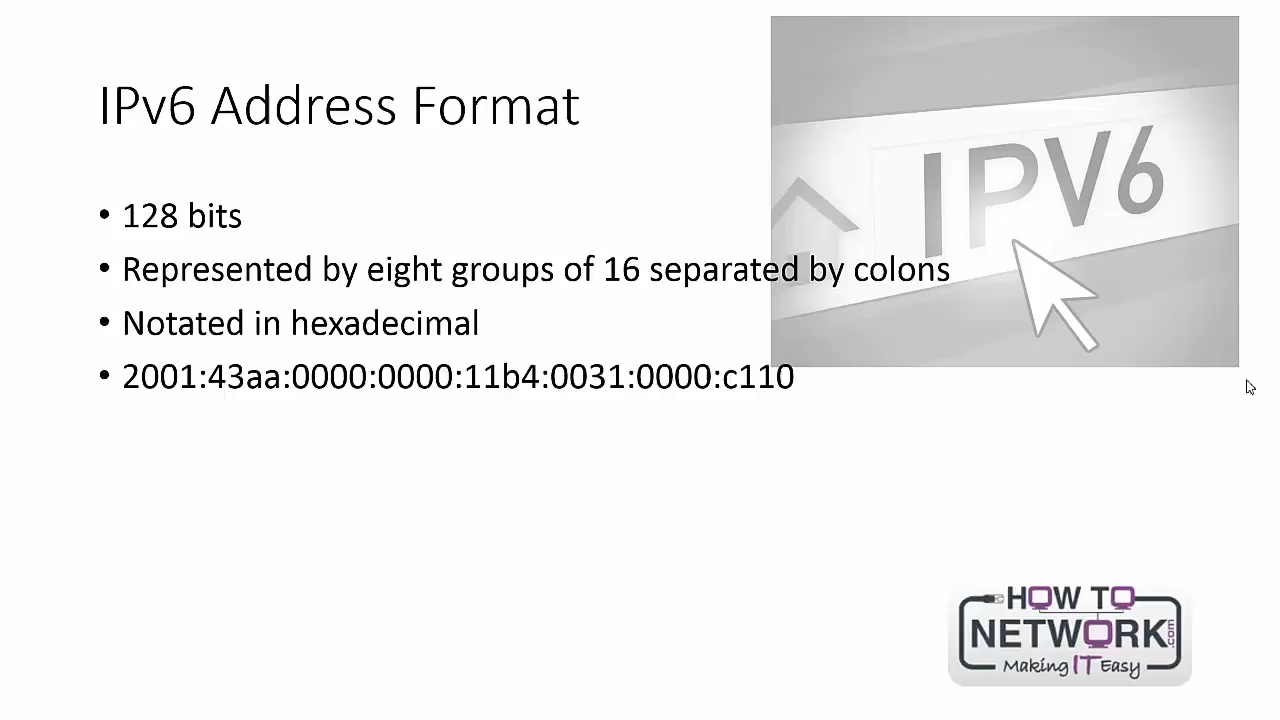 IPv6 Address Format
IPV6
• 128 bits
• Represented by eight groups of 16 separated by colons
• Notated in hexadecimal
• 2001:43aa:0000:0000:11b4:0031:0000:c110
HOW TO
NETWORK.com
Making IT Easy